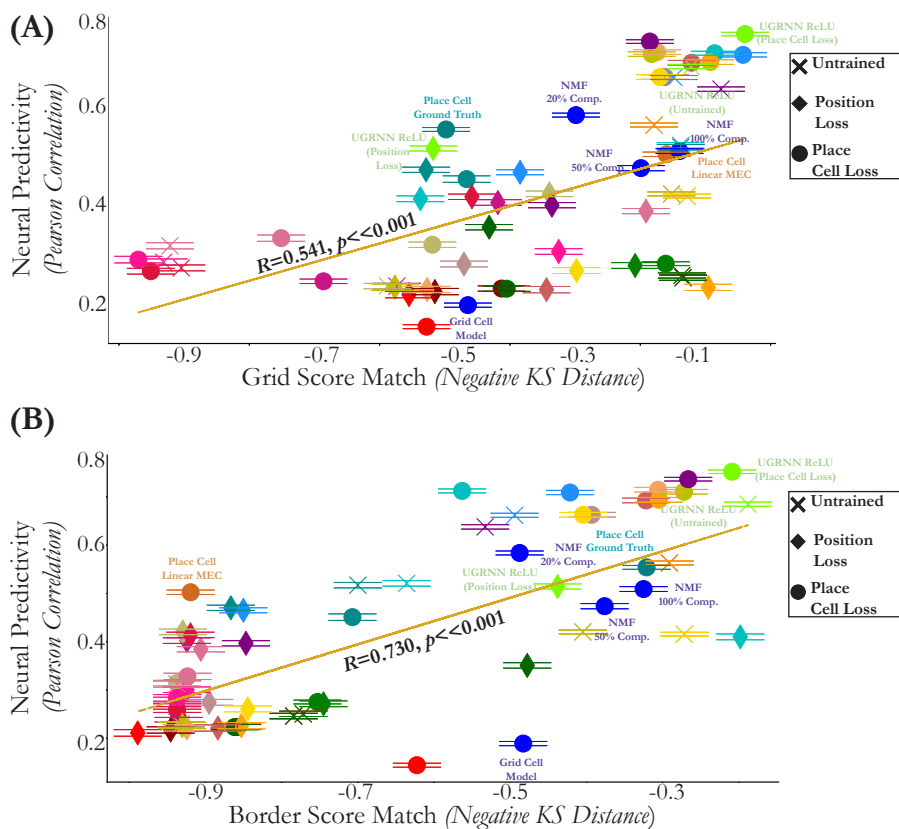 (A)
0.8
0.6
0.4
0.2
Neural Predictivity
(Pearson Correlation)
UGRNN ReLU
(Place Cell Loss)
NMF
20% Comp.
Place Cell
Ground Truth
UGRNN ReLU
(Untrained)
UGRNN ReLU
(Position
Loss)
NMF
100% Comp.
NMF
50% Comp.
Place Cell
Linear MEC
R=0.541, p<<0.001
Grid Cell
Model
Untrained
Position
Loss
Place
Cell Loss
-0.9
-0.7
-0.5
-0.3
-0.1
Grid Score Match (Negative KS Distance)
(B)
0.8
0.6
0.4
0.2
Neural Predictivity
(Pearson Correlation)
UGRNN ReLU
(Place Cell Loss)
UGRNN ReLU
(Untrained)
Place Cell
Ground Truth
NMF
20% Comp.
Place Cell
Linear MEC
UGRNN ReLU
(Position Loss)
NMF
100% Comp.
NMF
50% Comp.
R=0.730, p<<0.001
Grid Cell
Model
Untrained
Position
Loss
Place
Cell Loss
-0.9
-0.7
-0.5
-0.3
Border Score Match (Negative KS Distance)